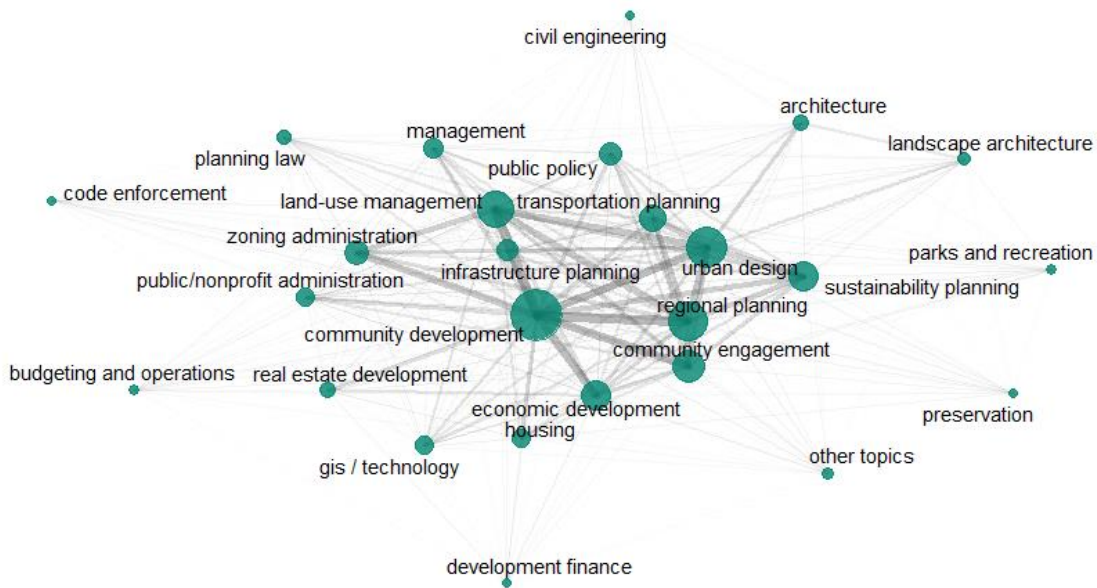 civil engineering
architecture
management
landscape architecture
planning law
public policy
code enforcement
land-use management
transportation planning
zoning administration
parks and recreation
infrastructure planning
urban design
public/nonprofit administration
sustainability planning
regional planning
community development
community engagement
budgeting and operations
real estate development
economic development
preservation
housing
other topics
gis / technology
development finance